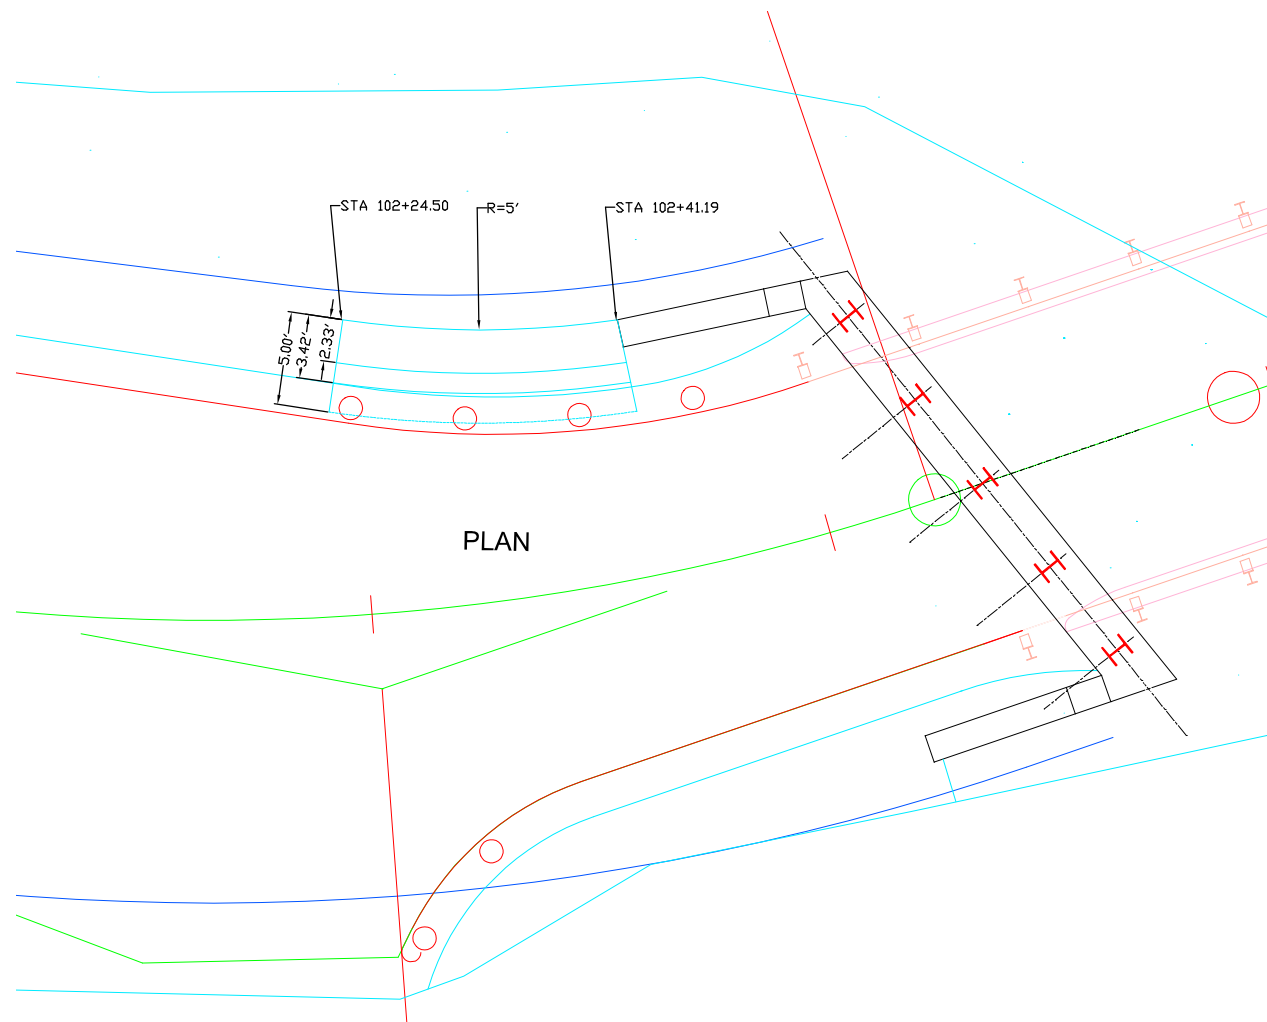 STA 102+24.50
R=5'
STA 102+41.19
5.00'
3.42'
2.33'
PLAN